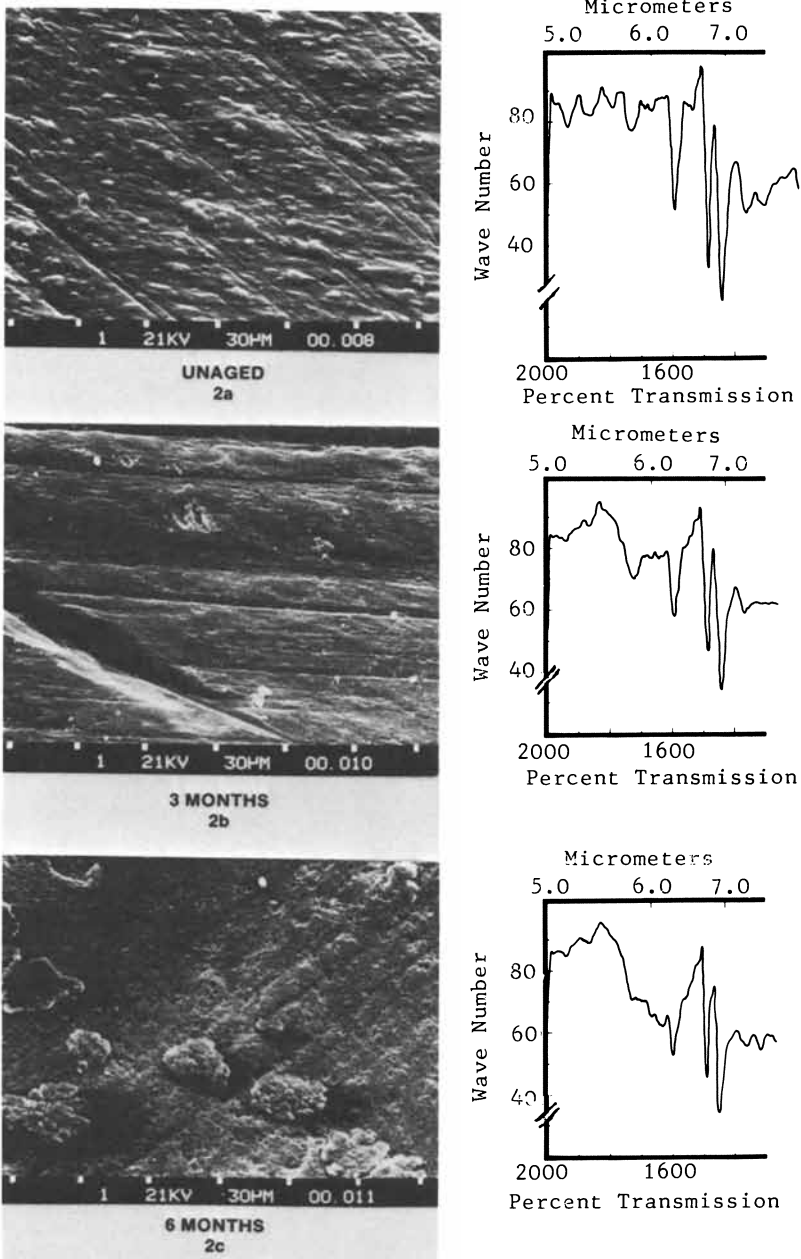 1 21KV 30µM 00.008
UNAGED
2a
Micrometers
5.0 6.0 7.0
80
60
40
Wave Number
2000 1600
Percent Transmission
1 21KV 30µM 00.010
3 MONTHS
2b
Micrometers
5.0 6.0 7.0
80
60
40
Wave Number
2000 1600
Percent Transmission
1 21KV 30µM 00.011
6 MONTHS
2c
Micrometers
5.0 6.0 7.0
80
60
40
Wave Number
2000 1600
Percent Transmission